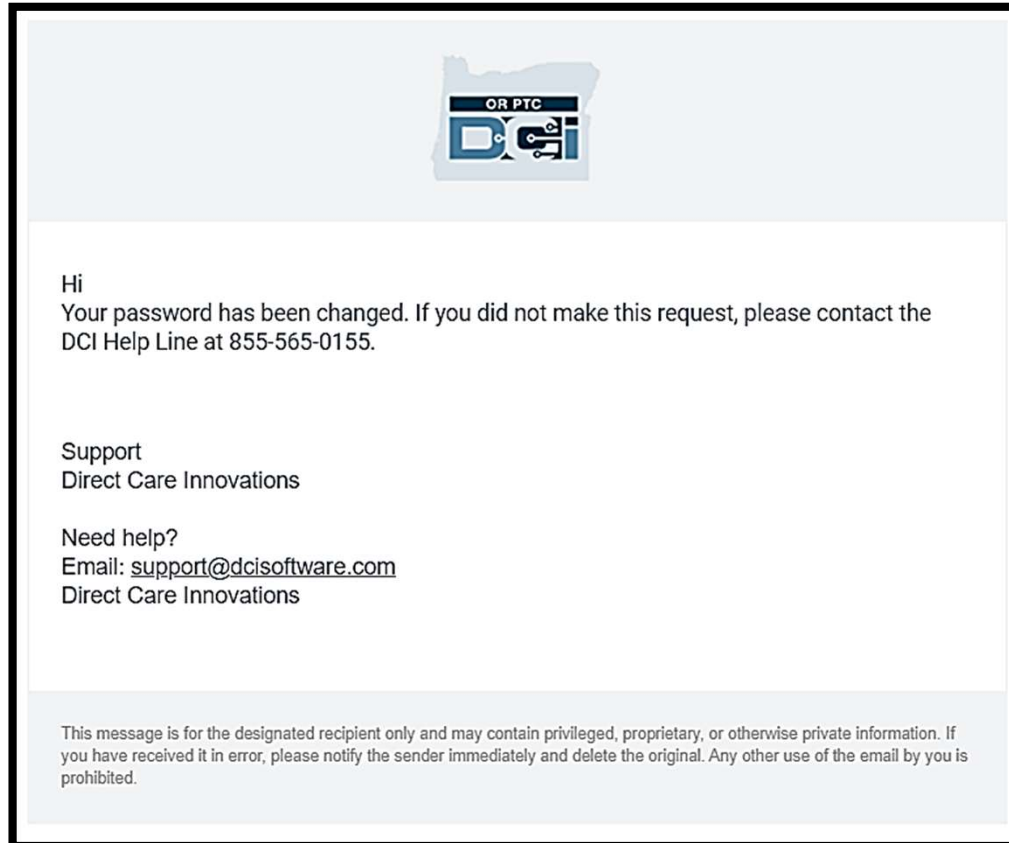 OR PTC
DCi
Hi
Your password has been changed. If you did not make this request, please contact the
DCI Help Line at 855-565-0155.
Support
Direct Care Innovations
Need help?
Email: support@dcisoftware.com
Direct Care Innovations
This message is for the designated recipient only and may contain privileged, proprietary, or otherwise private information. If
you have received it in error, please notify the sender immediately and delete the original. Any other use of the email by you is
prohibited.